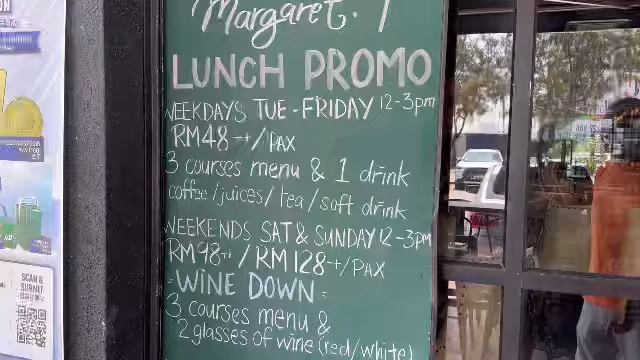 Margaret.
LUNCH PROMO
WEEKDAYS TUE - FRIDAY 12-3pm
RM48++/PAX
3 courses menu & 1 drink
coffee/juices/tea/soft drink
WEEKENDS SAT & SUNDAY 12-3pm
RM98++/RM128++/PAX
-WINE DOWN-
3 courses menu &
2 glasses of wine (red/white)
SCAN &
SUBMIT